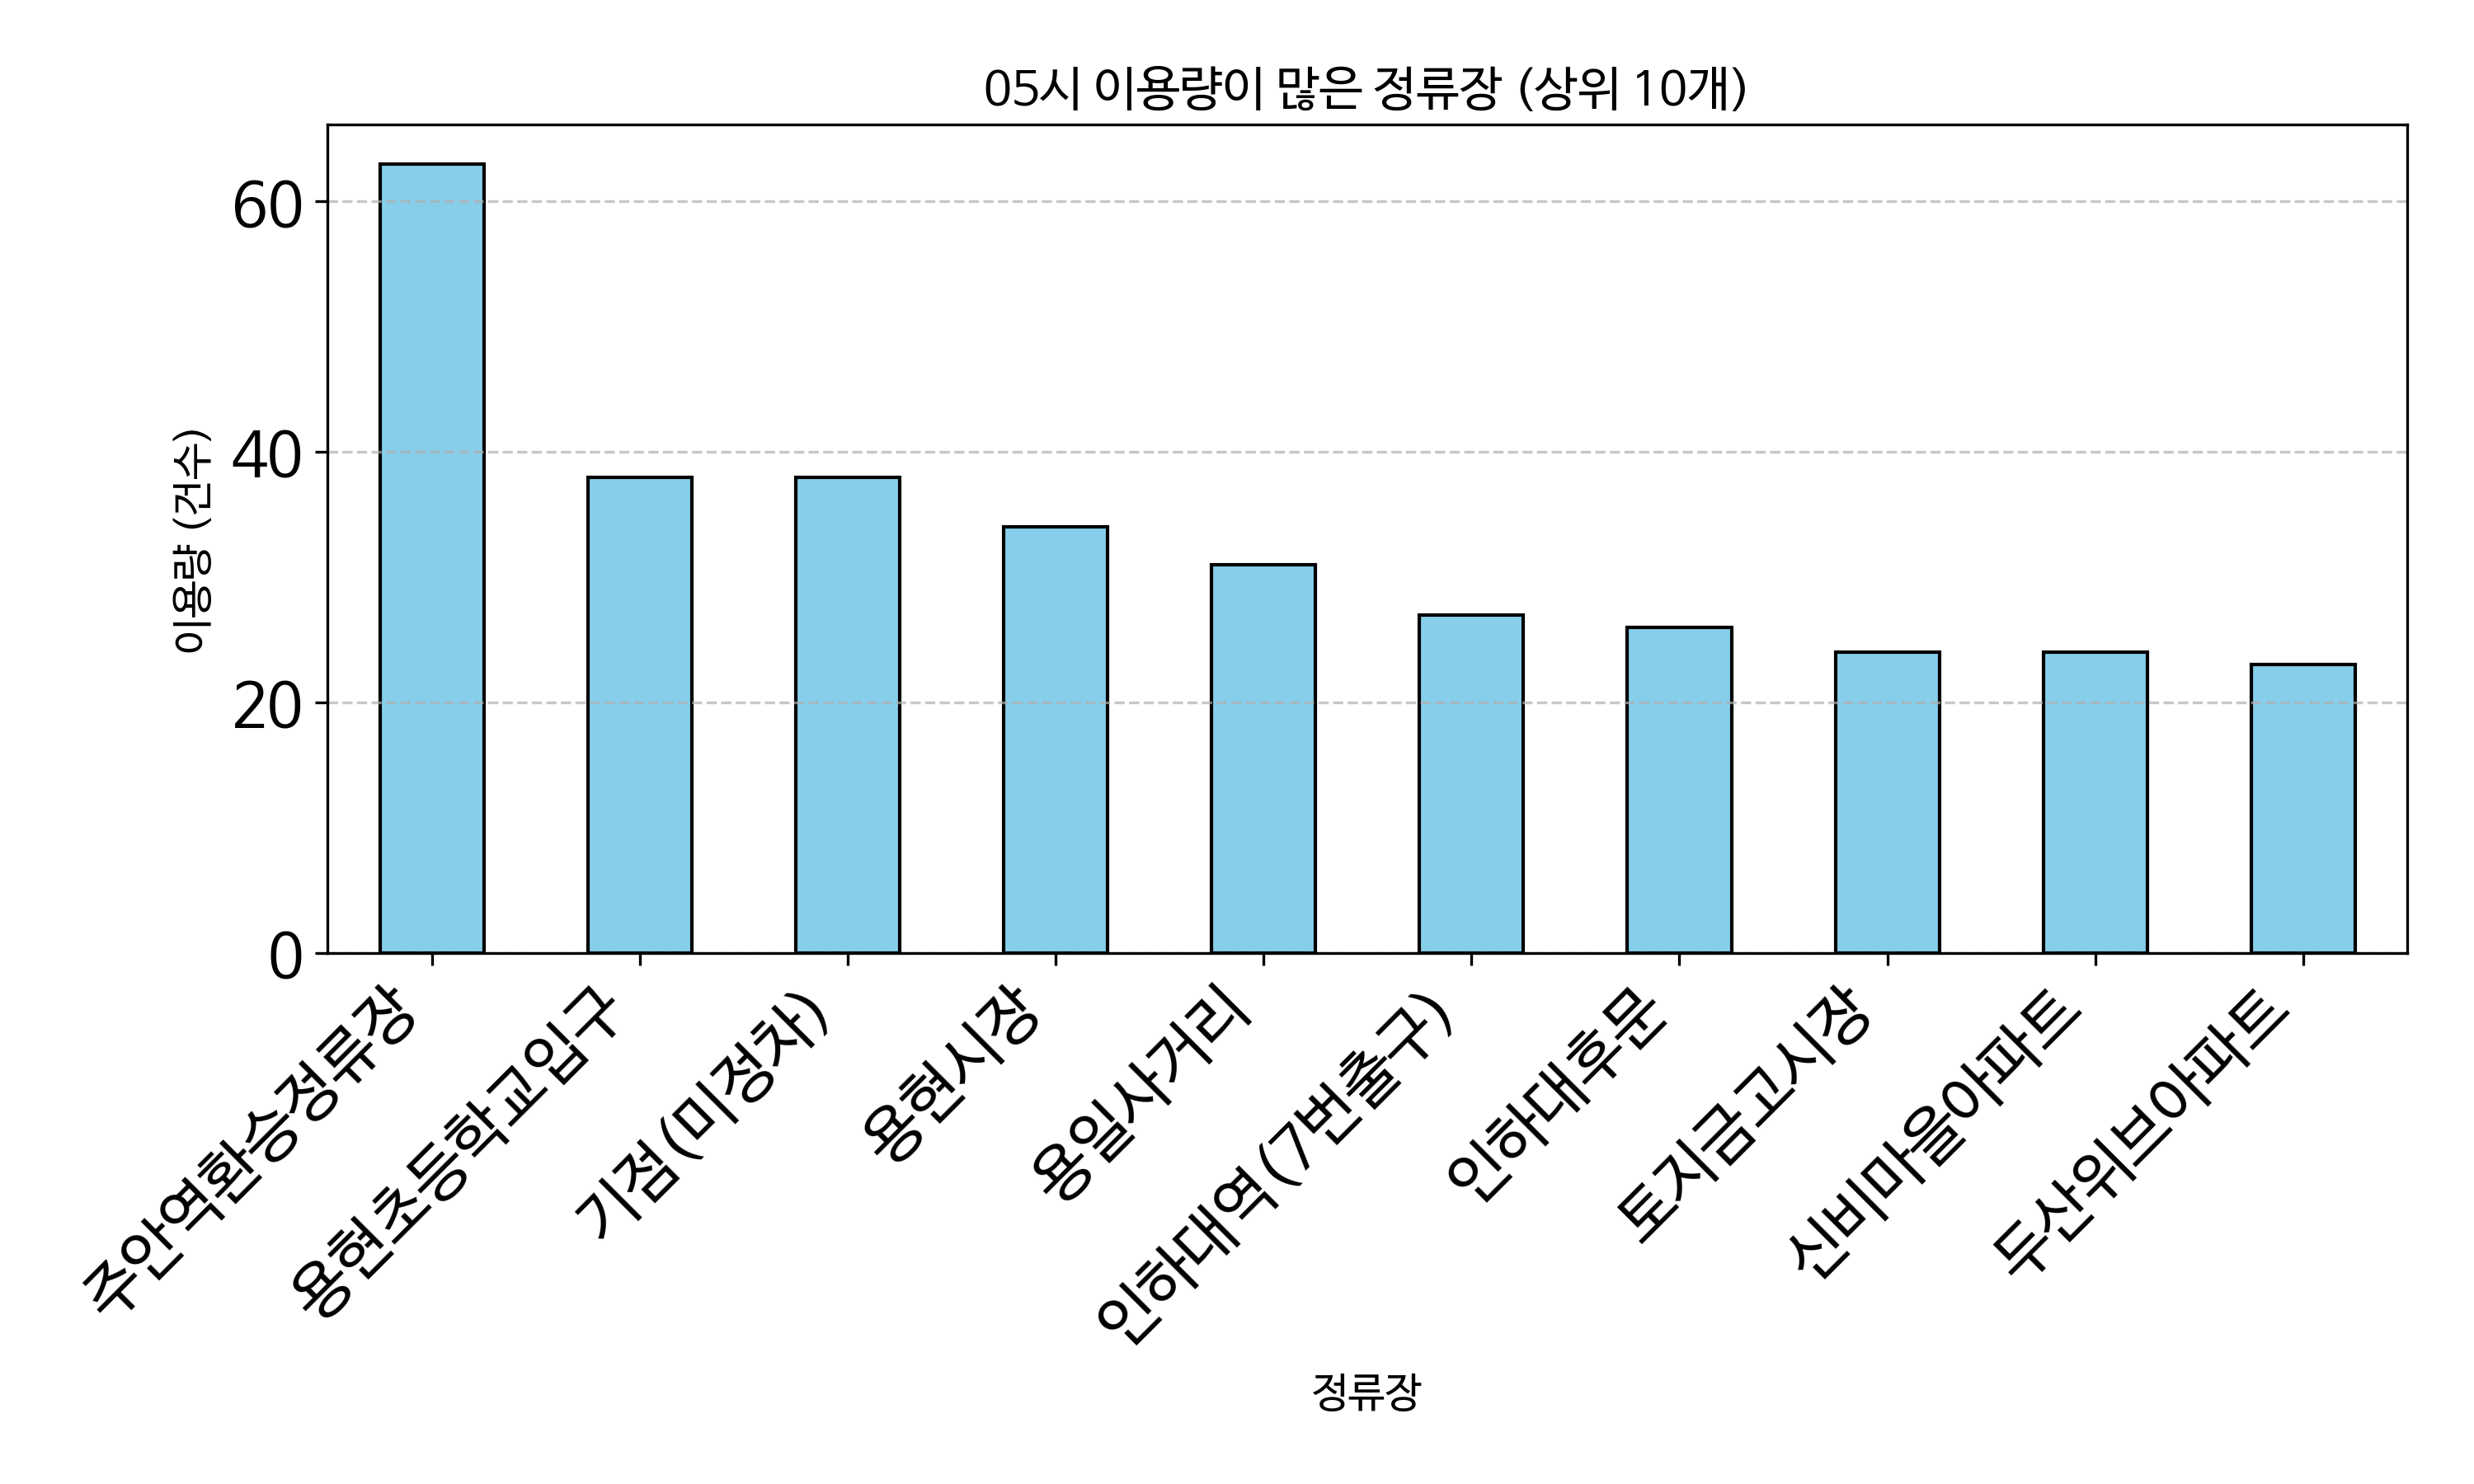 05시 이용량이 많은 정류장 (상위 10개)
이용량 (건수)
60
40
20
0
주안역환승정류장
용현초등학교입구
기점(미정차)
용현시장
용일사거리
인하대역(7번출구)
인하대후문
토지금고시장
신비마을아파트
두산위브아파트
정류장